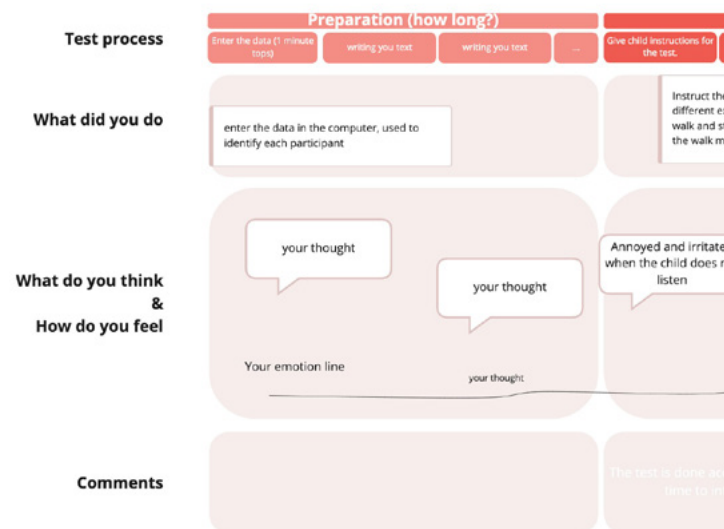 Preparation (how long?)
Test process
Enter the data (1 minute
tops)
writing you text
writing you text
...
Give child instructions for
the test.
What did you do
enter the data in the computer, used to
identify each participant
Instruct the
different e
walk and s
the walk m
your thought
your thought
Annoyed and irritate
when the child does
listen
What do you think
&
How do you feel
Your emotion line
your thought
Comments
The test is done
time to